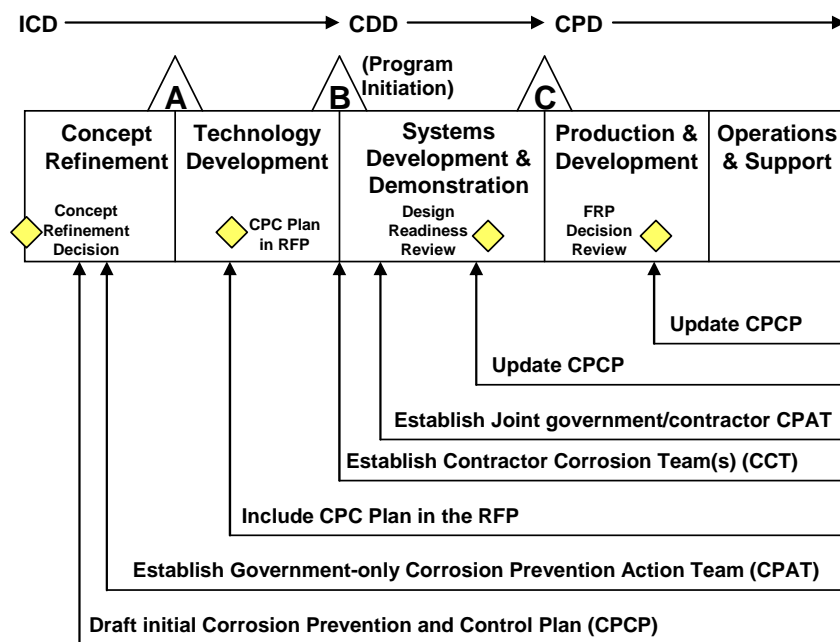 ICD CDD CPD
A
B
(Program
Initiation)
C
Concept
Refinement
Technology
Development
Systems
Development &
Demonstration
Production &
Development
Operations
& Support
Concept
Refinement
Decision
CPC Plan
in RFP
Design
Readiness
Review
FRP
Decision
Review
Update CPCP
Update CPCP
Establish Joint government/contractor CPAT
Establish Contractor Corrosion Team(s) (CCT)
Include CPC Plan in the RFP
Establish Government-only Corrosion Prevention Action Team (CPAT)
Draft initial Corrosion Prevention and Control Plan (CPCP)